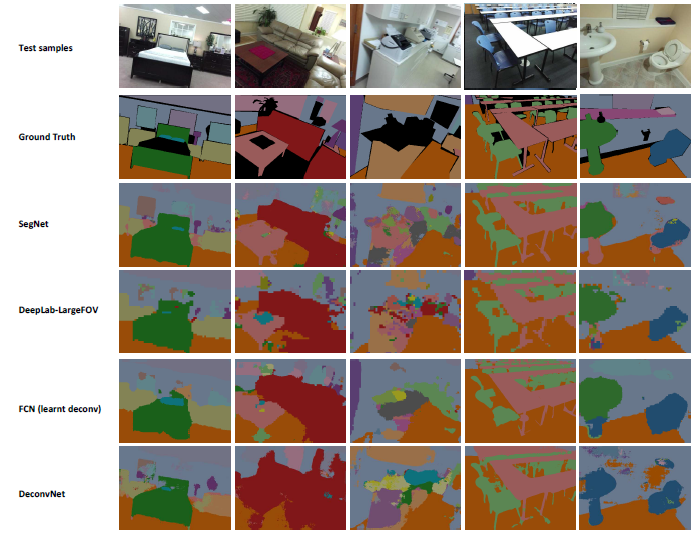 Test samples
Ground Truth
SegNet
DeepLab-LargeFOV
FCN (learnt deconv)
DeconvNet